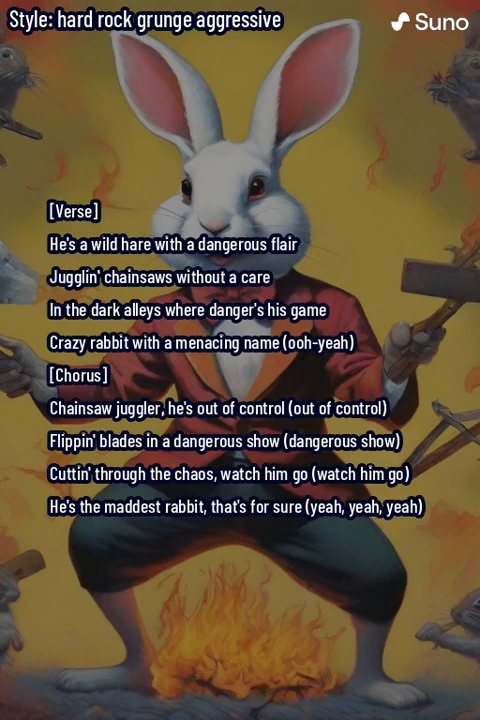 Style: hard rock grunge aggressive
Suno
[Verse]
He's a wild hare with a dangerous flair
Jugglin' chainsaws without a care
In the dark alleys where danger's his game
Crazy rabbit with a menacing name (ooh-yeah)
[Chorus]
Chainsaw juggler, he's out of control (out of control)
Flippin' blades in a dangerous show (dangerous show)
Cuttin' through the chaos, watch him go (watch him go)
He's the maddest rabbit, that's for sure (yeah, yeah, yeah)